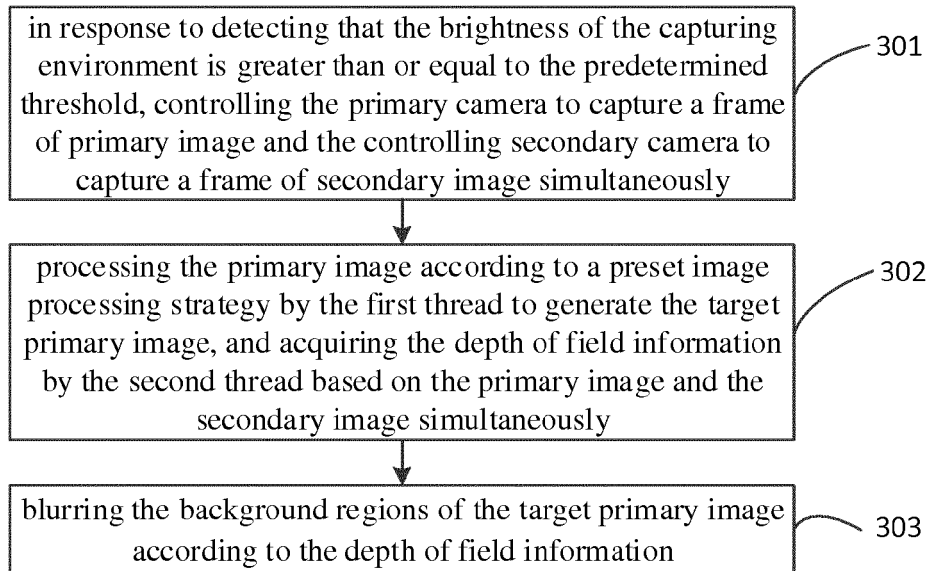 in response to detecting that the brightness of the capturing
environment is greater than or equal to the predetermined
threshold, controlling the primary camera to capture a frame
of primary image and the controlling secondary camera to
capture a frame of secondary image simultaneously
301
processing the primary image according to a preset image
processing strategy by the first thread to generate the target
primary image, and acquiring the depth of field information
by the second thread based on the primary image and the
secondary image simultaneously
302
blurring the background regions of the target primary image
according to the depth of field information
303